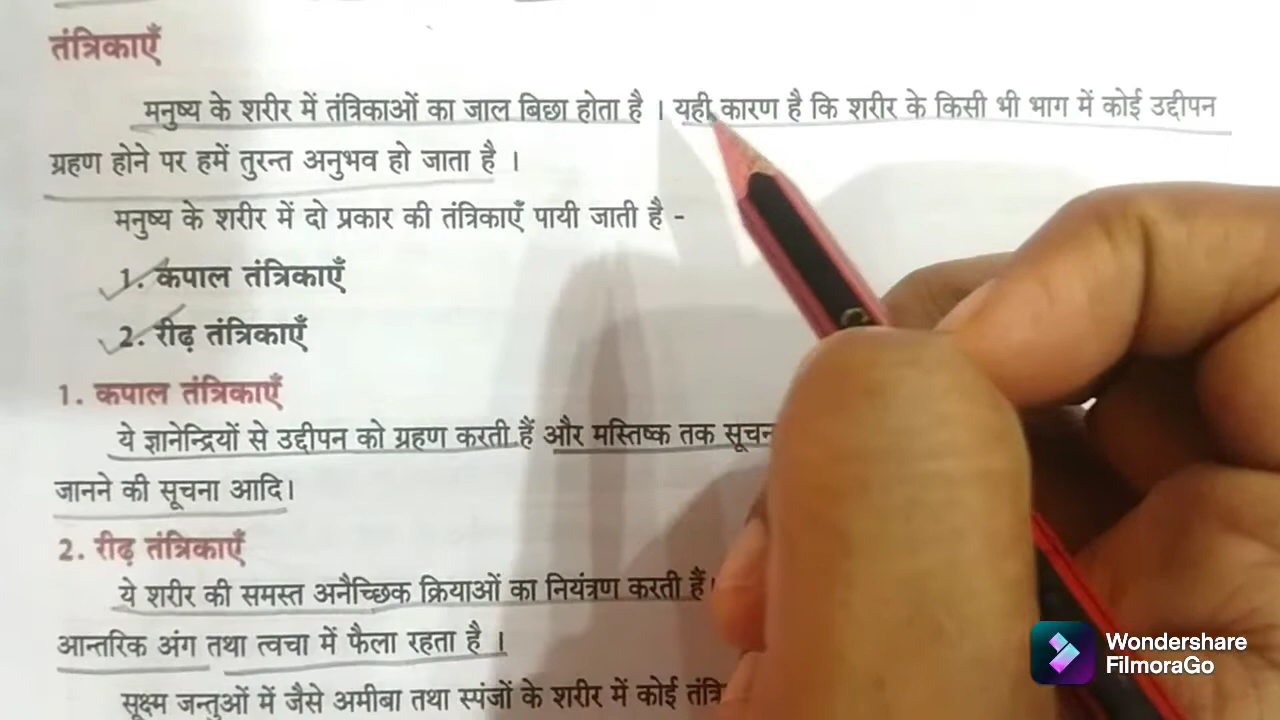 तंत्रिकाएँ
मनुष्य के शरीर में तंत्रिकाओं का जाल बिछा होता है । यही कारण है कि शरीर के किसी भी भाग में कोई उद्दीपन
ग्रहण होने पर हमें तुरन्त अनुभव हो जाता है ।
मनुष्य के शरीर में दो प्रकार की तंत्रिकाएँ पायी जाती है -
1. कपाल तंत्रिकाएँ
2. रीढ़ तंत्रिकाएँ
1. कपाल तंत्रिकाएँ
ये ज्ञानेन्द्रियों से उद्दीपन को ग्रहण करती हैं और मस्तिष्क तक
जानने की सूचना आदि।
2. रीढ़ तंत्रिकाएँ
ये शरीर की समस्त अनैच्छिक क्रियाओं का नियंत्रण करती हैं।
आन्तरिक अंग तथा त्वचा में फैला रहता है ।
सूक्ष्म जन्तुओं में जैसे अमीबा तथा स्पंजों के शरीर में कोई
Wondershare
FilmoraGo